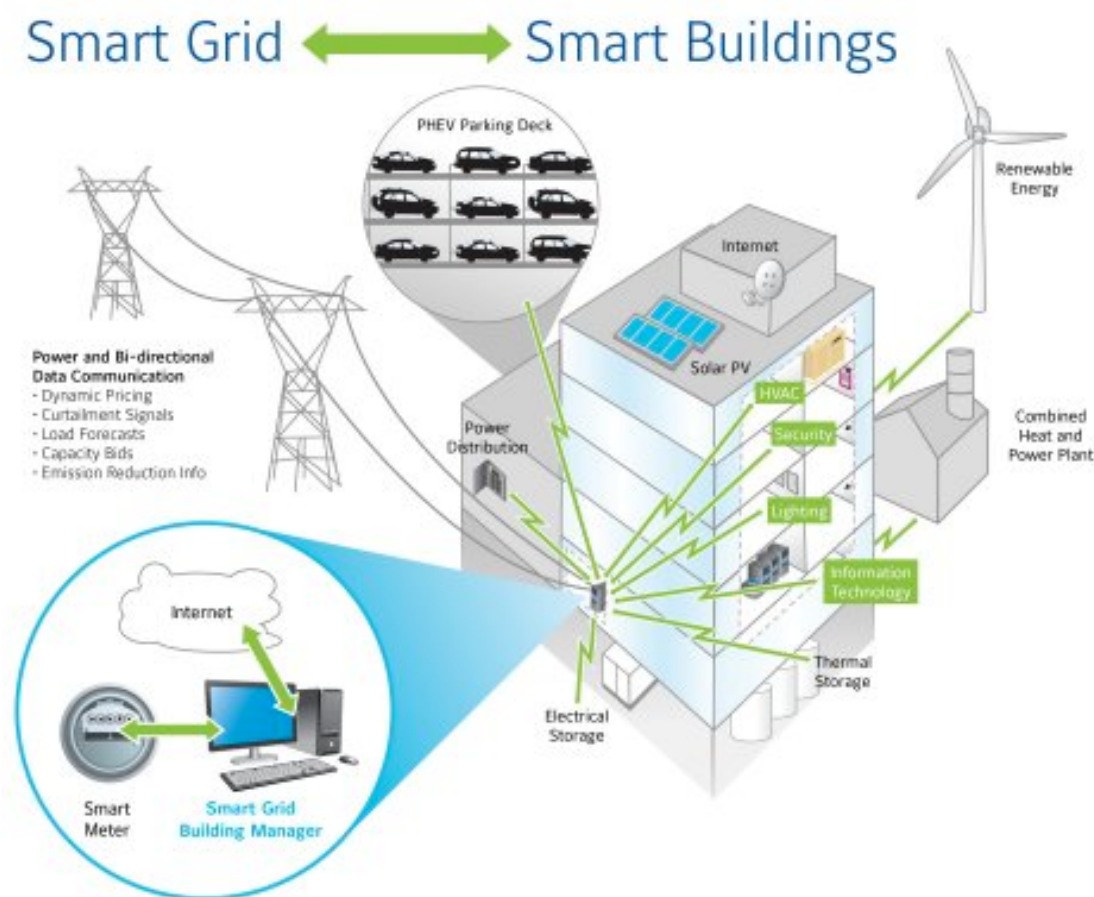 Smart Grid
Smart Buildings
PHEV Parking Deck
Renewable
Energy
Internet
Power and Bi-directional
Data Communication
- Dynamic Pricing
- Curtailment Signals
- Load Forecasts
- Capacity Bids
- Emission Reduction Info
Solar PV
HVAC
Power
Distribution
Security
Combined
Heat and
Power Plant
Lighting
Information
Technology
Internet
Thermal
Storage
Electrical
Storage
Smart
Meter
Smart Grid
Building Manager